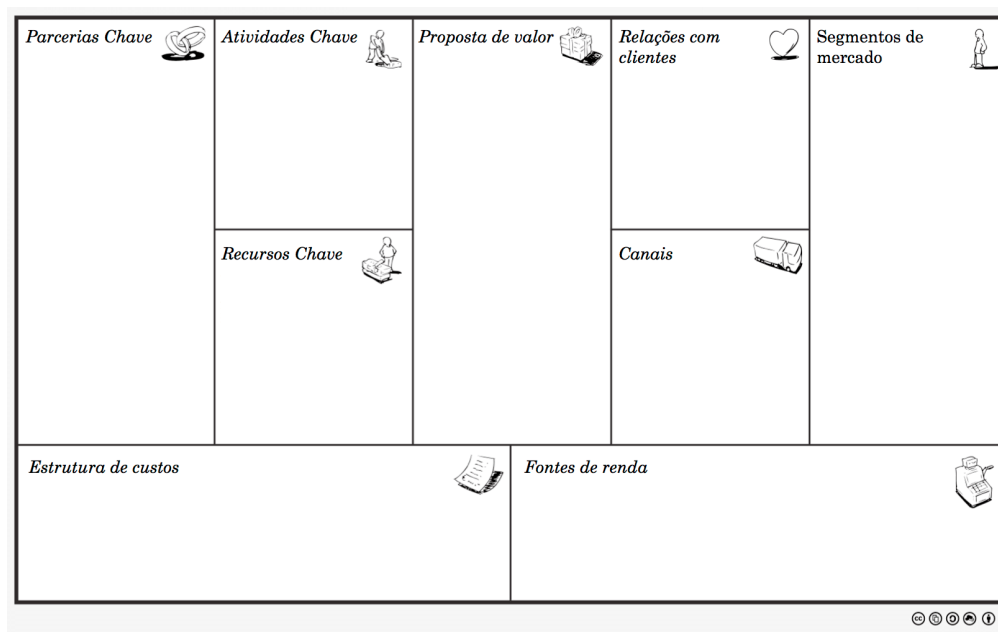 Parcerias Chave
Atividades Chave
Proposta de valor
Relações com
clientes
Segmentos de
mercado
Recursos Chave
Canais
Estrutura de custos
Fontes de renda
cc